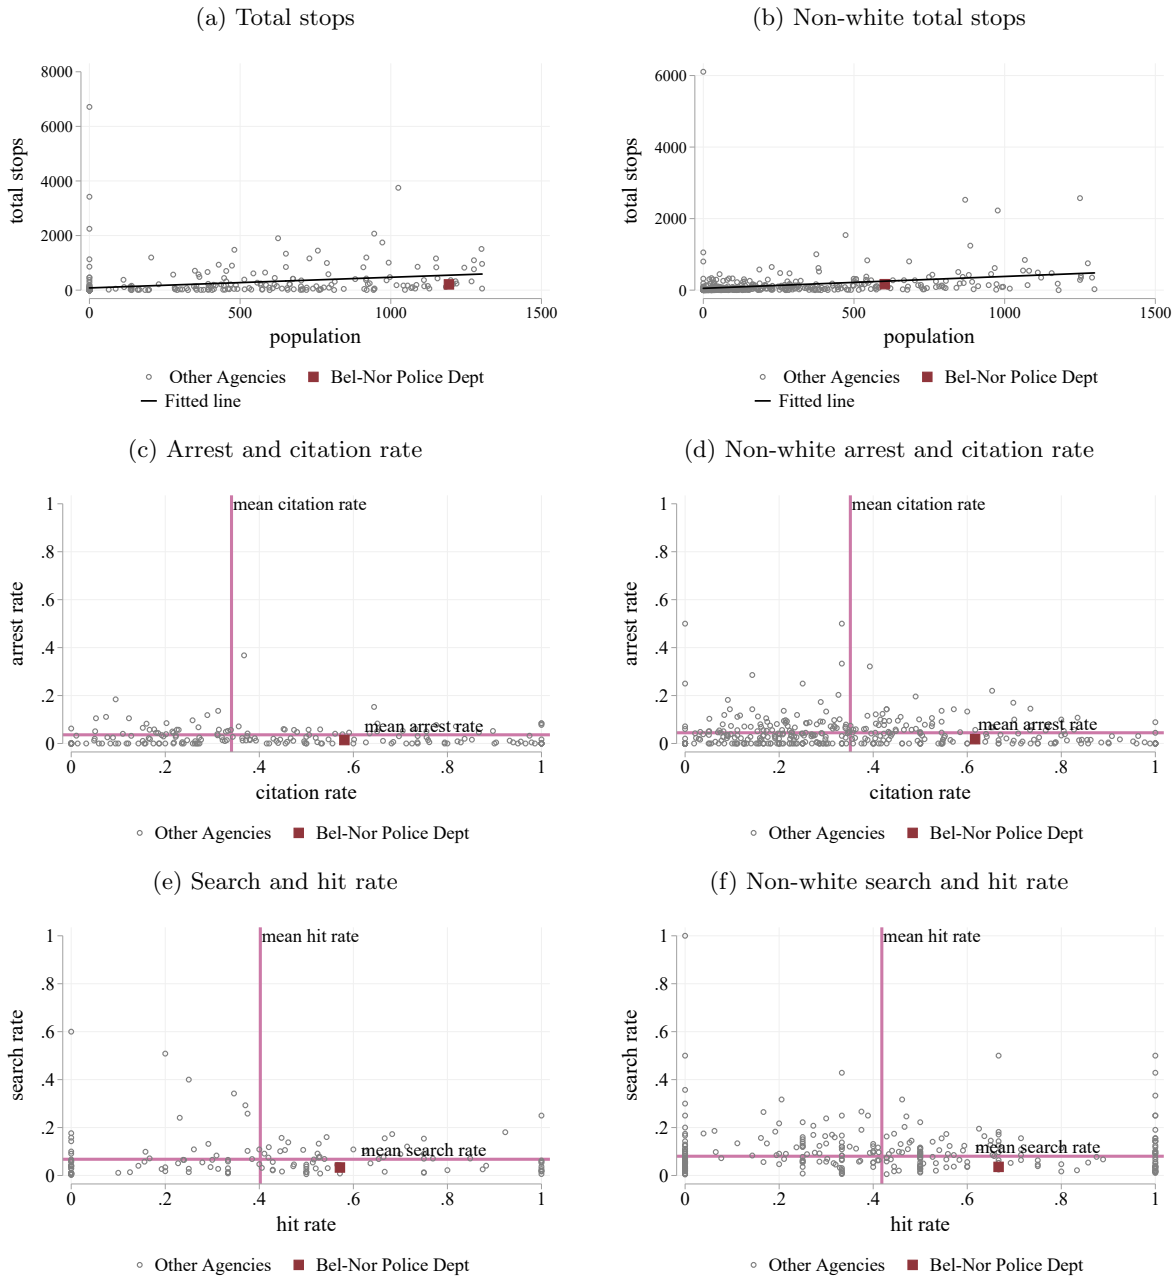 (a) Total stops
(b) Non-white total stops
8000
6000
4000
2000
0
total stops
0
500
1000
1500
population
Other Agencies
Bel-Nor Police Dept
Fitted line
6000
4000
2000
0
total stops
0
500
1000
1500
population
Other Agencies
Bel-Nor Police Dept
Fitted line
(c) Arrest and citation rate
(d) Non-white arrest and citation rate
1
.8
.6
.4
.2
0
arrest rate
mean citation rate
mean arrest rate
0
.2
.4
.6
.8
1
citation rate
Other Agencies
Bel-Nor Police Dept
1
.8
.6
.4
.2
0
arrest rate
mean citation rate
mean arrest rate
0
.2
.4
.6
.8
1
citation rate
Other Agencies
Bel-Nor Police Dept
(e) Search and hit rate
(f) Non-white search and hit rate
1
.8
.6
.4
.2
0
search rate
mean hit rate
mean search rate
0
.2
.4
.6
.8
1
hit rate
Other Agencies
Bel-Nor Police Dept
1
.8
.6
.4
.2
0
search rate
mean hit rate
mean search rate
0
.2
.4
.6
.8
1
hit rate
Other Agencies
Bel-Nor Police Dept